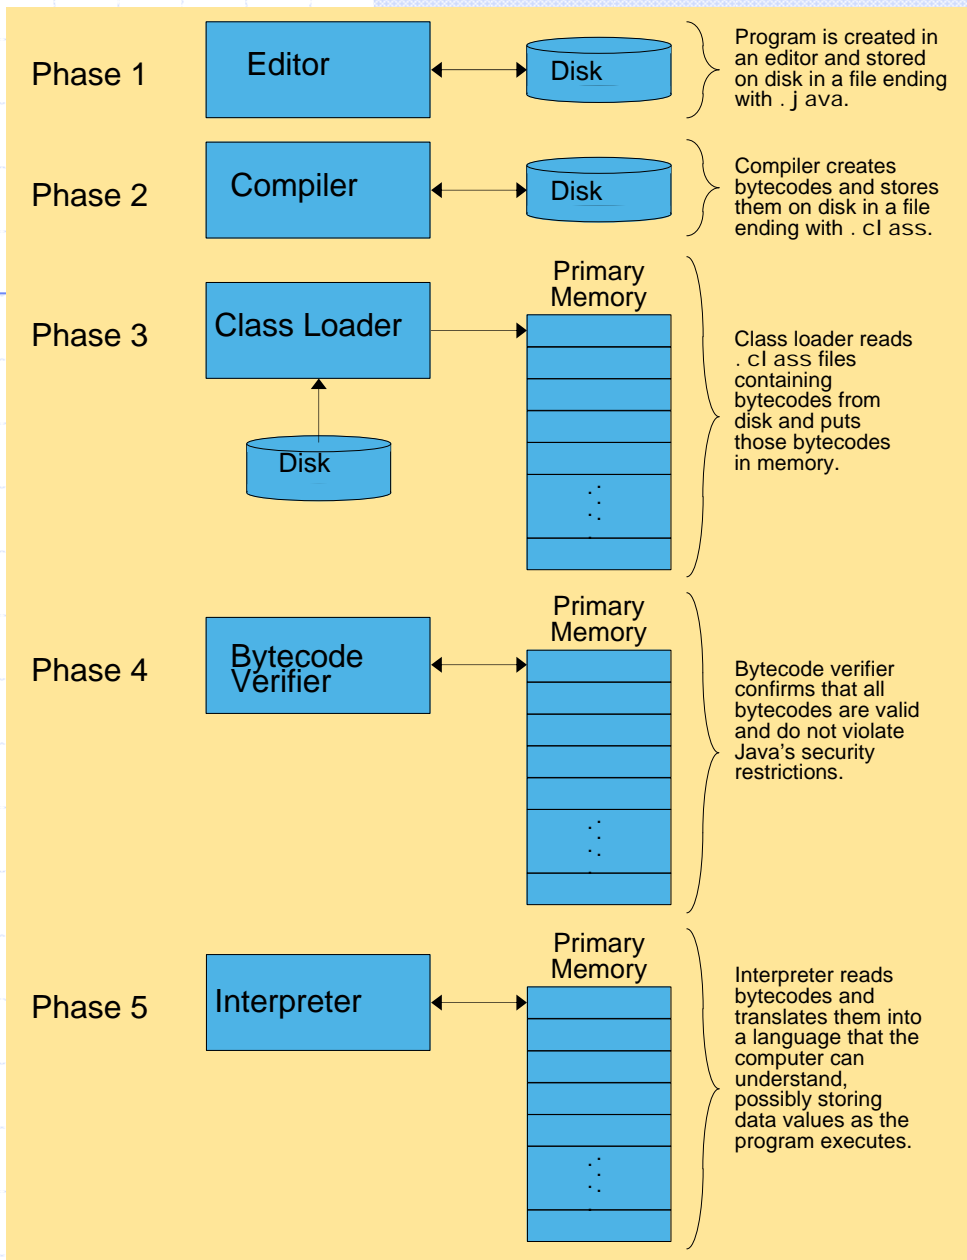 Phase 1
Editor
Disk
Program is created in
an editor and stored
on disk in a file ending
with .java.
Phase 2
Compiler
Disk
Compiler creates
bytecodes and stores
them on disk in a file
ending with .class.
Phase 3
Class Loader
Disk
Primary
Memory
Class loader reads
.class files
containing
bytecodes from
disk and puts
those bytecodes
in memory.
Phase 4
Bytecode
Verifier
Primary
Memory
Bytecode verifier
confirms that all
bytecodes are valid
and do not violate
Java's security
restrictions.
Phase 5
Interpreter
Primary
Memory
Interpreter reads
bytecodes and
translates them into
a language that the
computer can
understand,
possibly storing
data values as the
program executes.